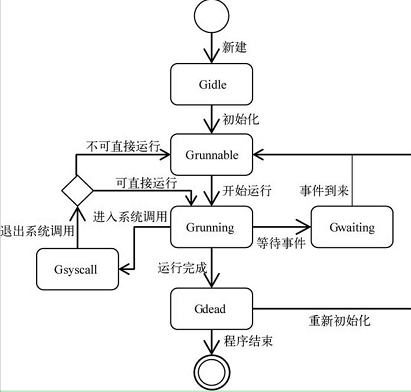 新建
Gidle
初始化
不可直接运行
Grunnable
可直接运行
开始运行
事件到来
进入系统调用
退出系统调用
Grunning
Gwaiting
等待事件
Gsyscall
运行完成
Gdead
重新初始化
程序结束